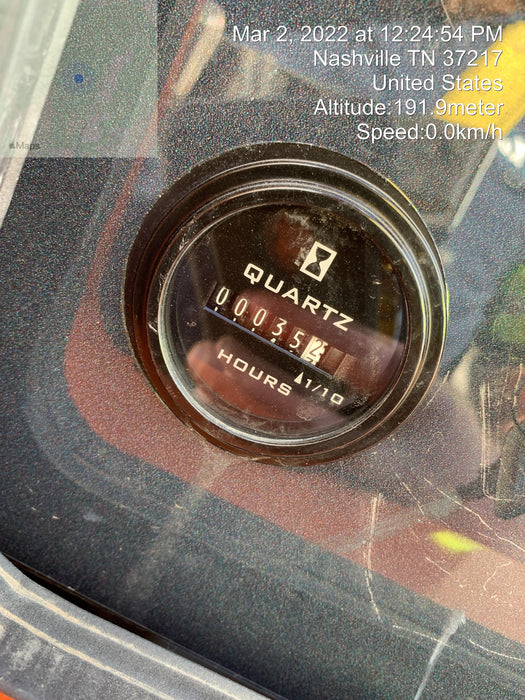 Mar 2, 2022 at 12:24:54 PM
Nashville TN 37217
United States
Altitude:191.9meter
Speed:0.0km/h
Maps
QUARTZ
000352
HOURS 1/10